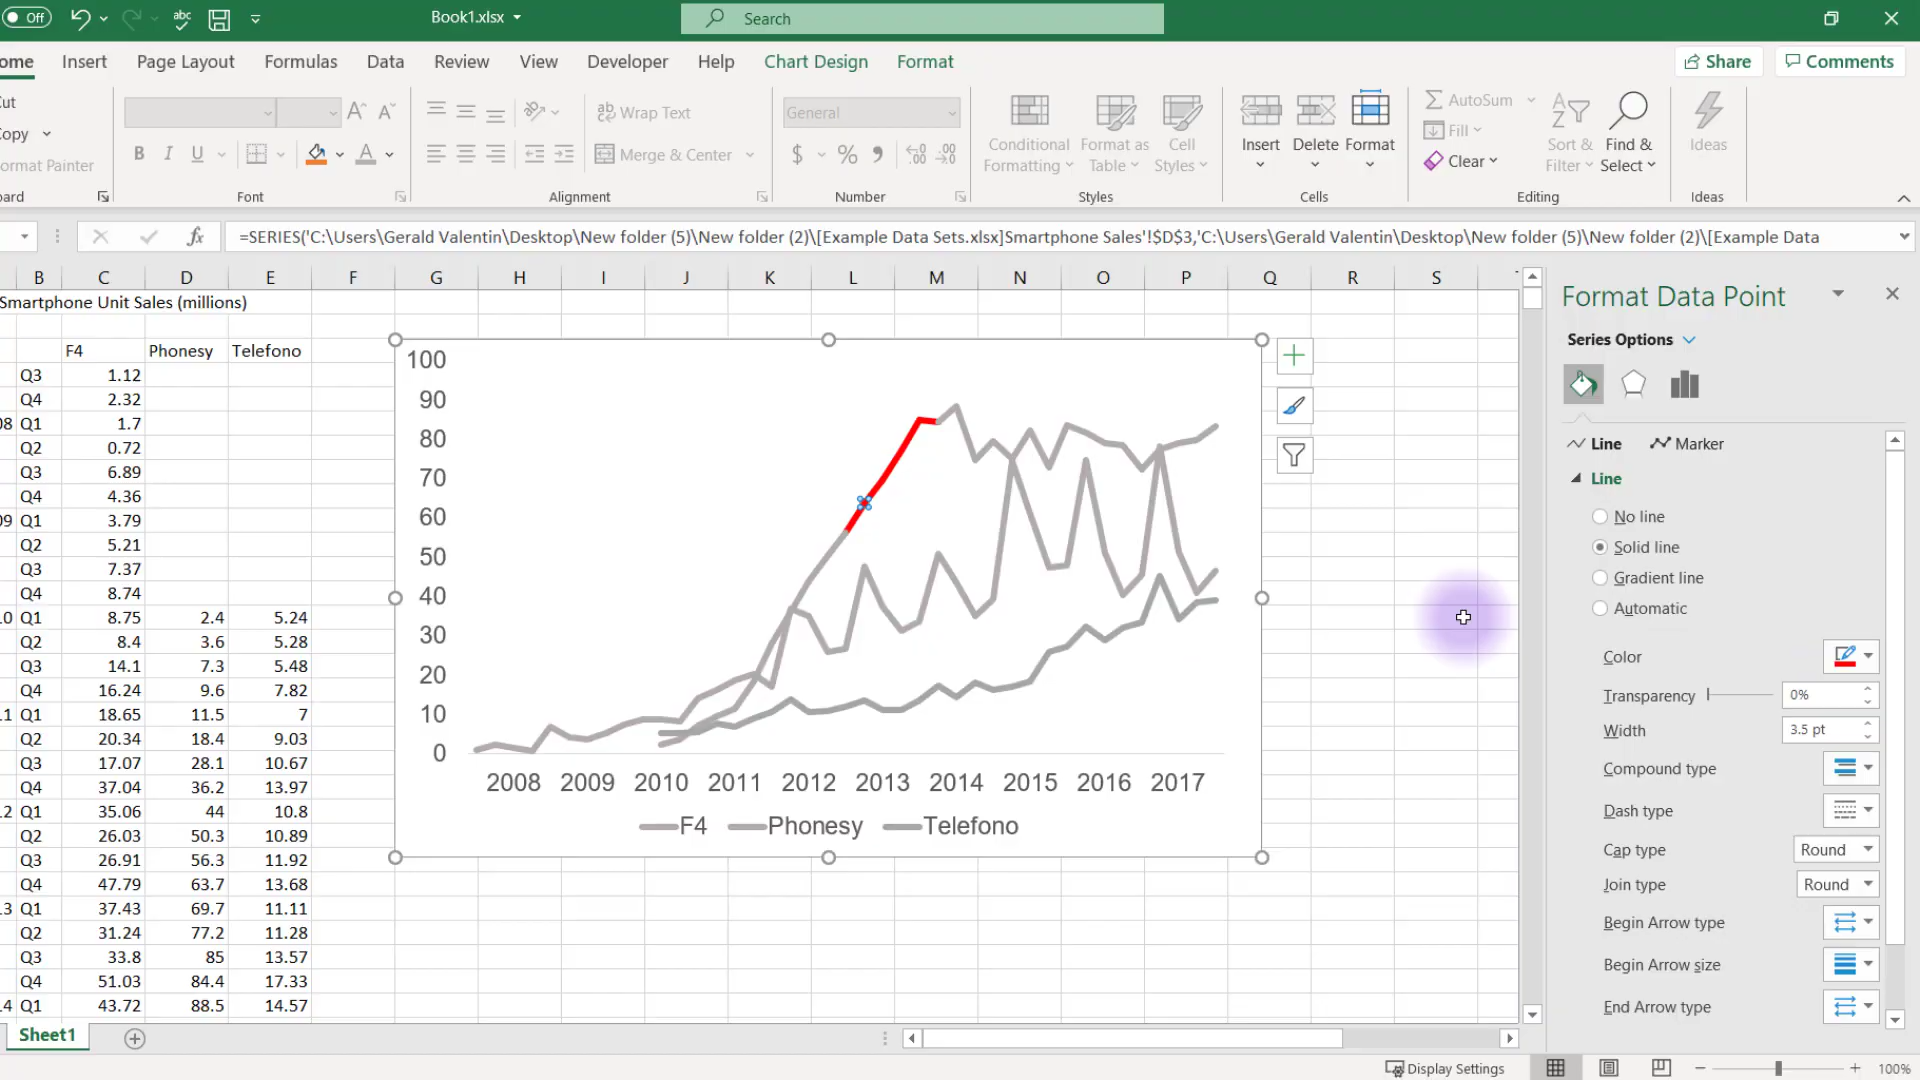 Off abc Book1.xlsx Search
ome Insert Page Layout Formulas Data Review View Developer Help Chart Design Format Share Comments
ut
opy
ormat Painter
ard
A A
B I U A
Font
ab Wrap Text
Merge & Center
Alignment
General
$ % 9
Number
Conditional Formatting
Format as Table
Cell Styles
Styles
Insert Delete Format
Cells
AutoSum
Fill
Clear
Sort & Filter
Find & Select
Editing
Ideas
Ideas
fx =SERIES('C:\Users\Gerald Valentin\Desktop\New folder (5)\New folder (2)\[Example Data Sets.xlsx]Smartphone Sales'!$D$3,'C:\Users\Gerald Valentin\Desktop\New folder (5)\New folder (2)\[Example Data
B C D E F G H I J K L M N O P Q R S
Smartphone Unit Sales (millions)
F4 Phonesy Telefono
Q3 1.12
Q4 2.32
08 Q1 1.7
Q2 0.72
Q3 6.89
Q4 4.36
09 Q1 3.79
Q2 5.21
Q3 7.37
Q4 8.74
.0 Q1 8.75 2.4 5.24
Q2 8.4 3.6 5.28
Q3 14.1 7.3 5.48
Q4 16.24 9.6 7.82
.1 Q1 18.65 11.5 7
Q2 20.34 18.4 9.03
Q3 17.07 28.1 10.67
Q4 37.04 36.2 13.97
.2 Q1 35.06 44 10.8
Q2 26.03 50.3 10.89
Q3 26.91 56.3 11.92
Q4 47.79 63.7 13.68
.3 Q1 37.43 69.7 11.11
Q2 31.24 77.2 11.28
Q3 33.8 85 13.57
Q4 51.03 84.4 17.33
.4 Q1 43.72 88.5 14.57
100
90
80
70
60
50
40
30
20
10
0
2008 2009 2010 2011 2012 2013 2014 2015 2016 2017
F4 Phonesy Telefono
Format Data Point
Series Options
Line Marker
Line
No line
Solid line
Gradient line
Automatic
Color
Transparency 0%
Width 3.5 pt
Compound type
Dash type
Cap type Round
Join type Round
Begin Arrow type
Begin Arrow size
End Arrow type
Sheet1
Display Settings 100%